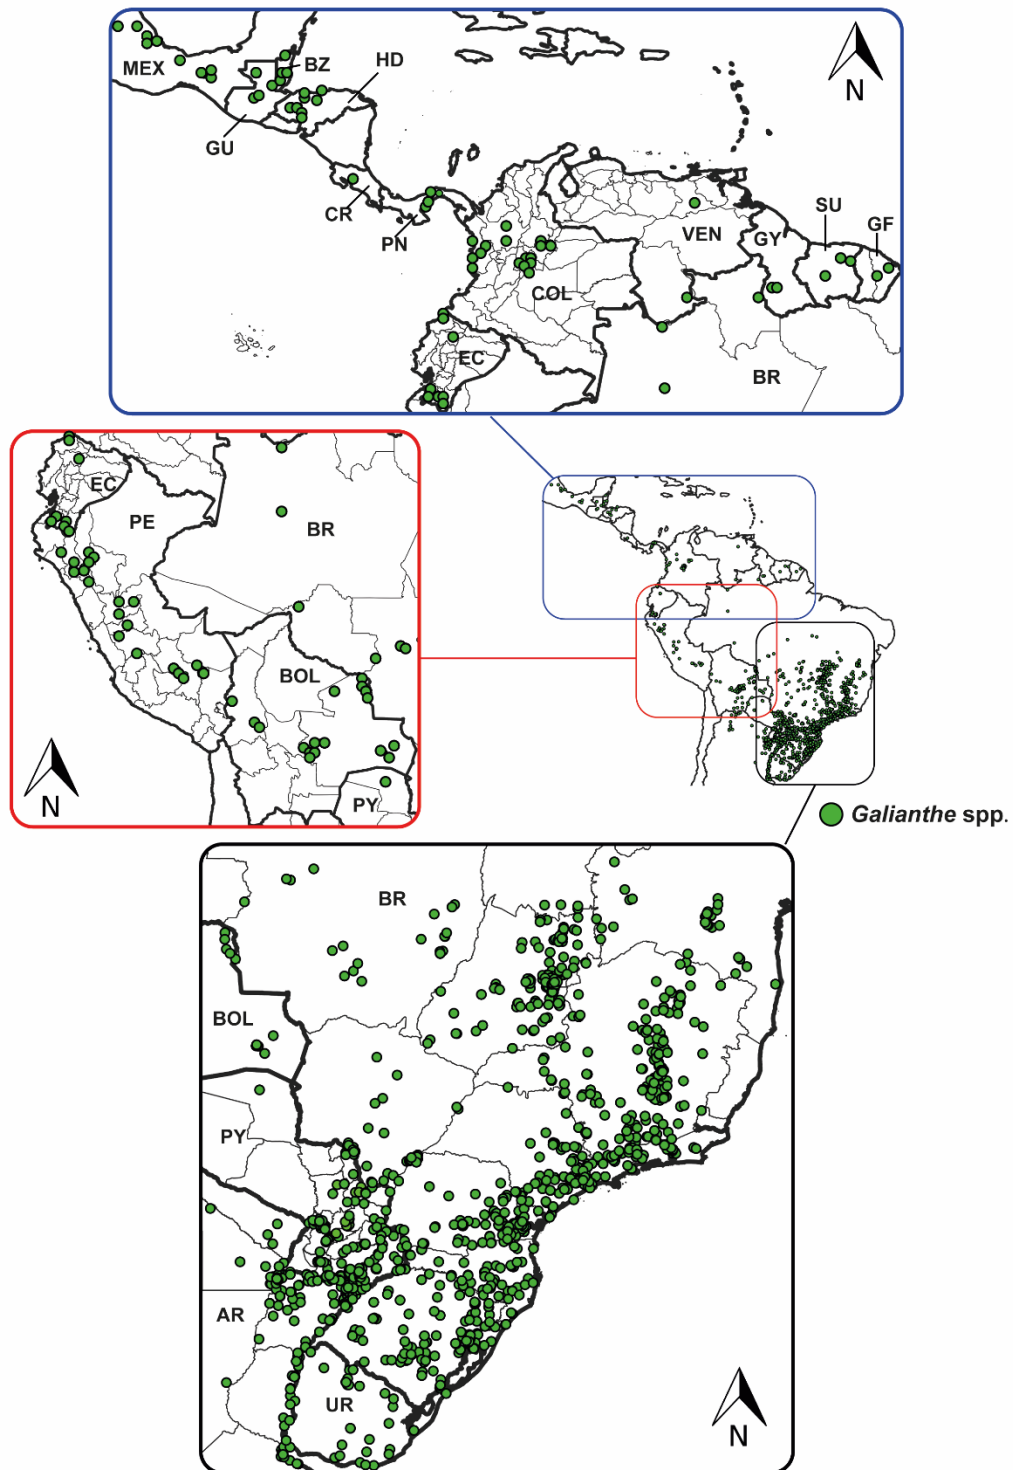 MEX
BZ
HD
N
GU
CR
PN
SU
GF
VEN
GY
COL
EC
BR
EC
PE
BR
BOL
N
PY
Galianthe spp.
BR
BOL
PY
AR
UR
N